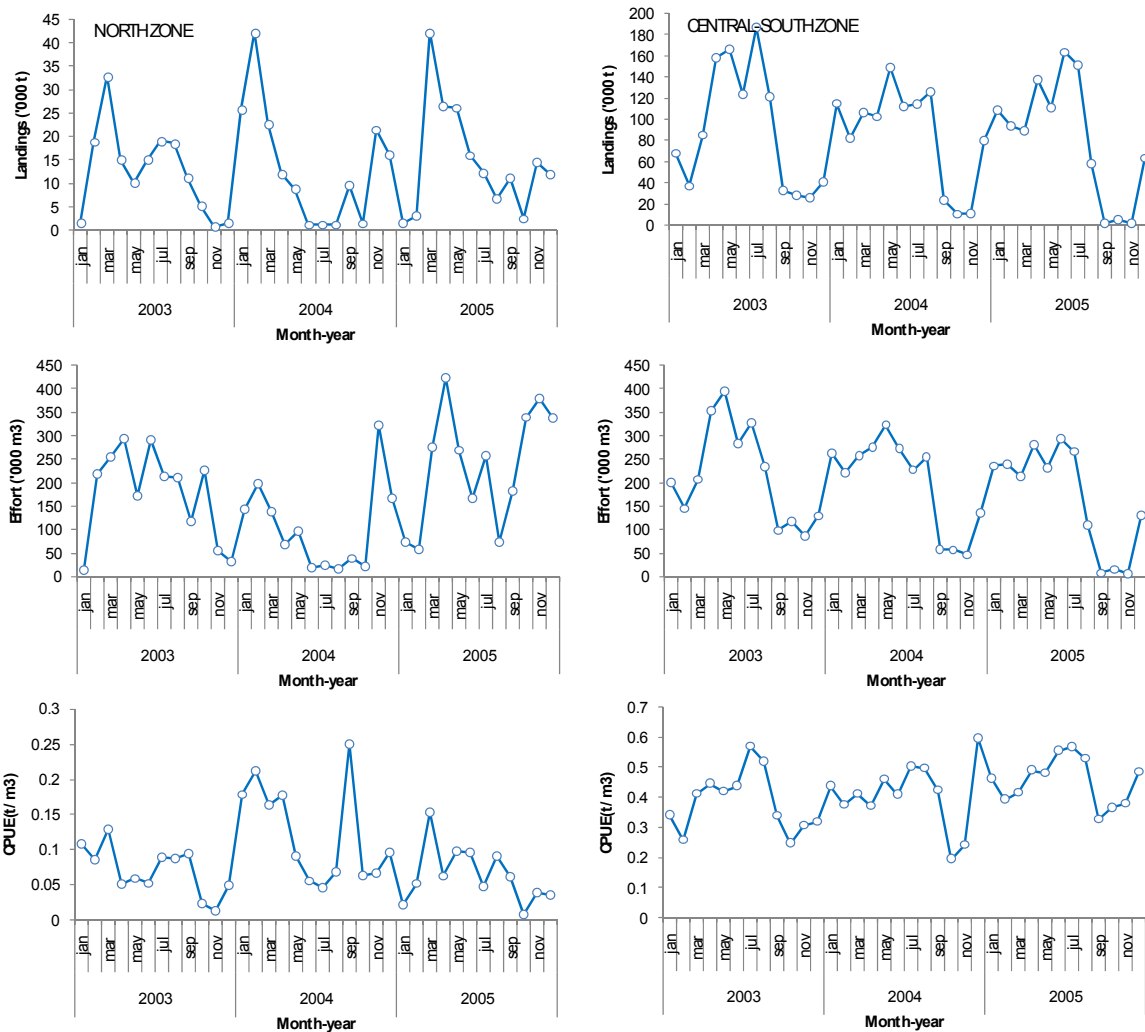 NORTH ZONE
Landings ('000 t)
45
40
35
30
25
20
15
10
5
0
jan mar may jul sep nov jan mar may jul sep nov jan mar may jul sep nov
2003 2004 2005
Month-year
CENTRAL-SOUTH ZONE
Landings ('000 t)
200
180
160
140
120
100
80
60
40
20
0
jan mar may jul sep nov jan mar may jul sep nov jan mar may jul sep nov
2003 2004 2005
Month-year
Effort ('000 m3)
450
400
350
300
250
200
150
100
50
0
jan mar may jul sep nov jan mar may jul sep nov jan mar may jul sep nov
2003 2004 2005
Month-year
Effort ('000 m3)
450
400
350
300
250
200
150
100
50
0
jan mar may jul sep nov jan mar may jul sep nov jan mar may jul sep nov
2003 2004 2005
Month-year
CPUE (t / m3)
0.3
0.25
0.2
0.15
0.1
0.05
0
jan mar may jul sep nov jan mar may jul sep nov jan mar may jul sep nov
2003 2004 2005
Month-year
CPUE (t / m3)
0.7
0.6
0.5
0.4
0.3
0.2
0.1
0
jan mar may jul sep nov jan mar may jul sep nov jan mar may jul sep nov
2003 2004 2005
Month-year